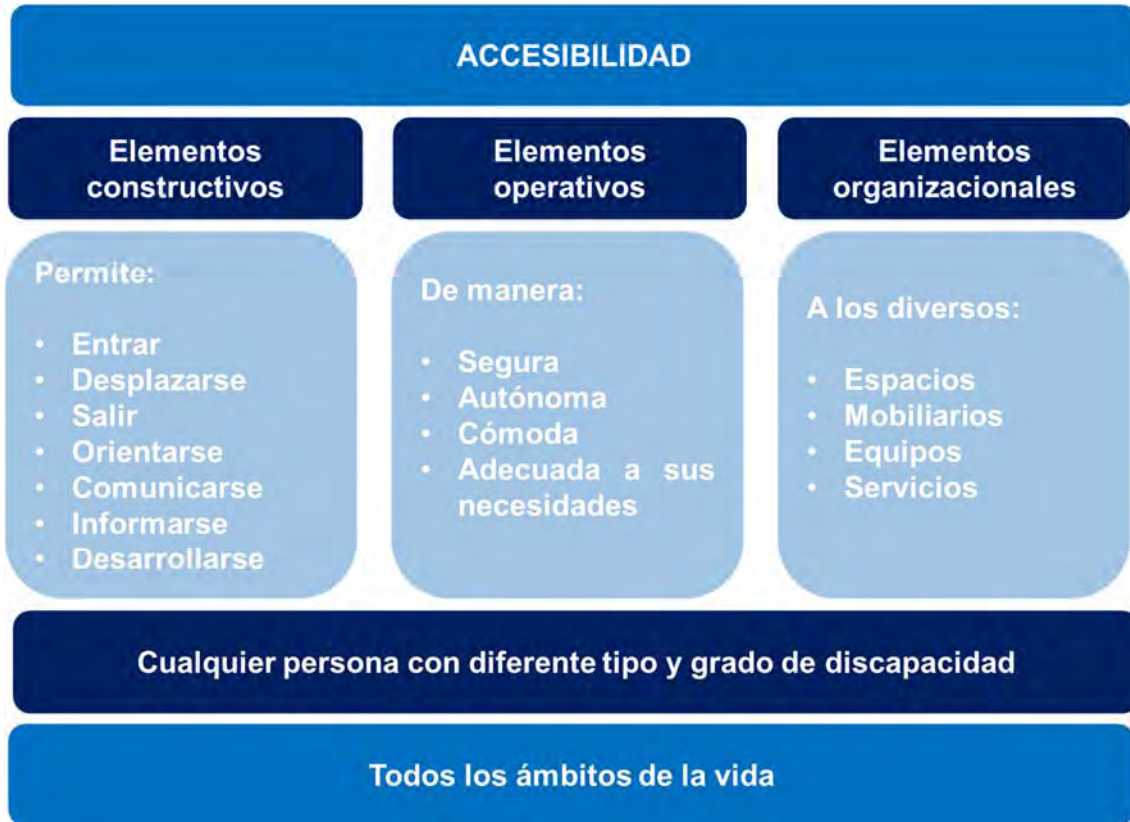 ACCESIBILIDAD
Elementos
constructivos
Permite:
• Entrar
• Desplazarse
• Salir
• Orientarse
• Comunicarse
• Informarse
• Desarrollarse
Elementos
operativos
De manera:
• Segura
• Autónoma
• Cómoda
• Adecuada a sus
necesidades
Elementos
organizacionales
A los diversos:
• Espacios
• Mobiliarios
• Equipos
• Servicios
Cualquier persona con diferente tipo y grado de discapacidad
Todos los ámbitos de la vida